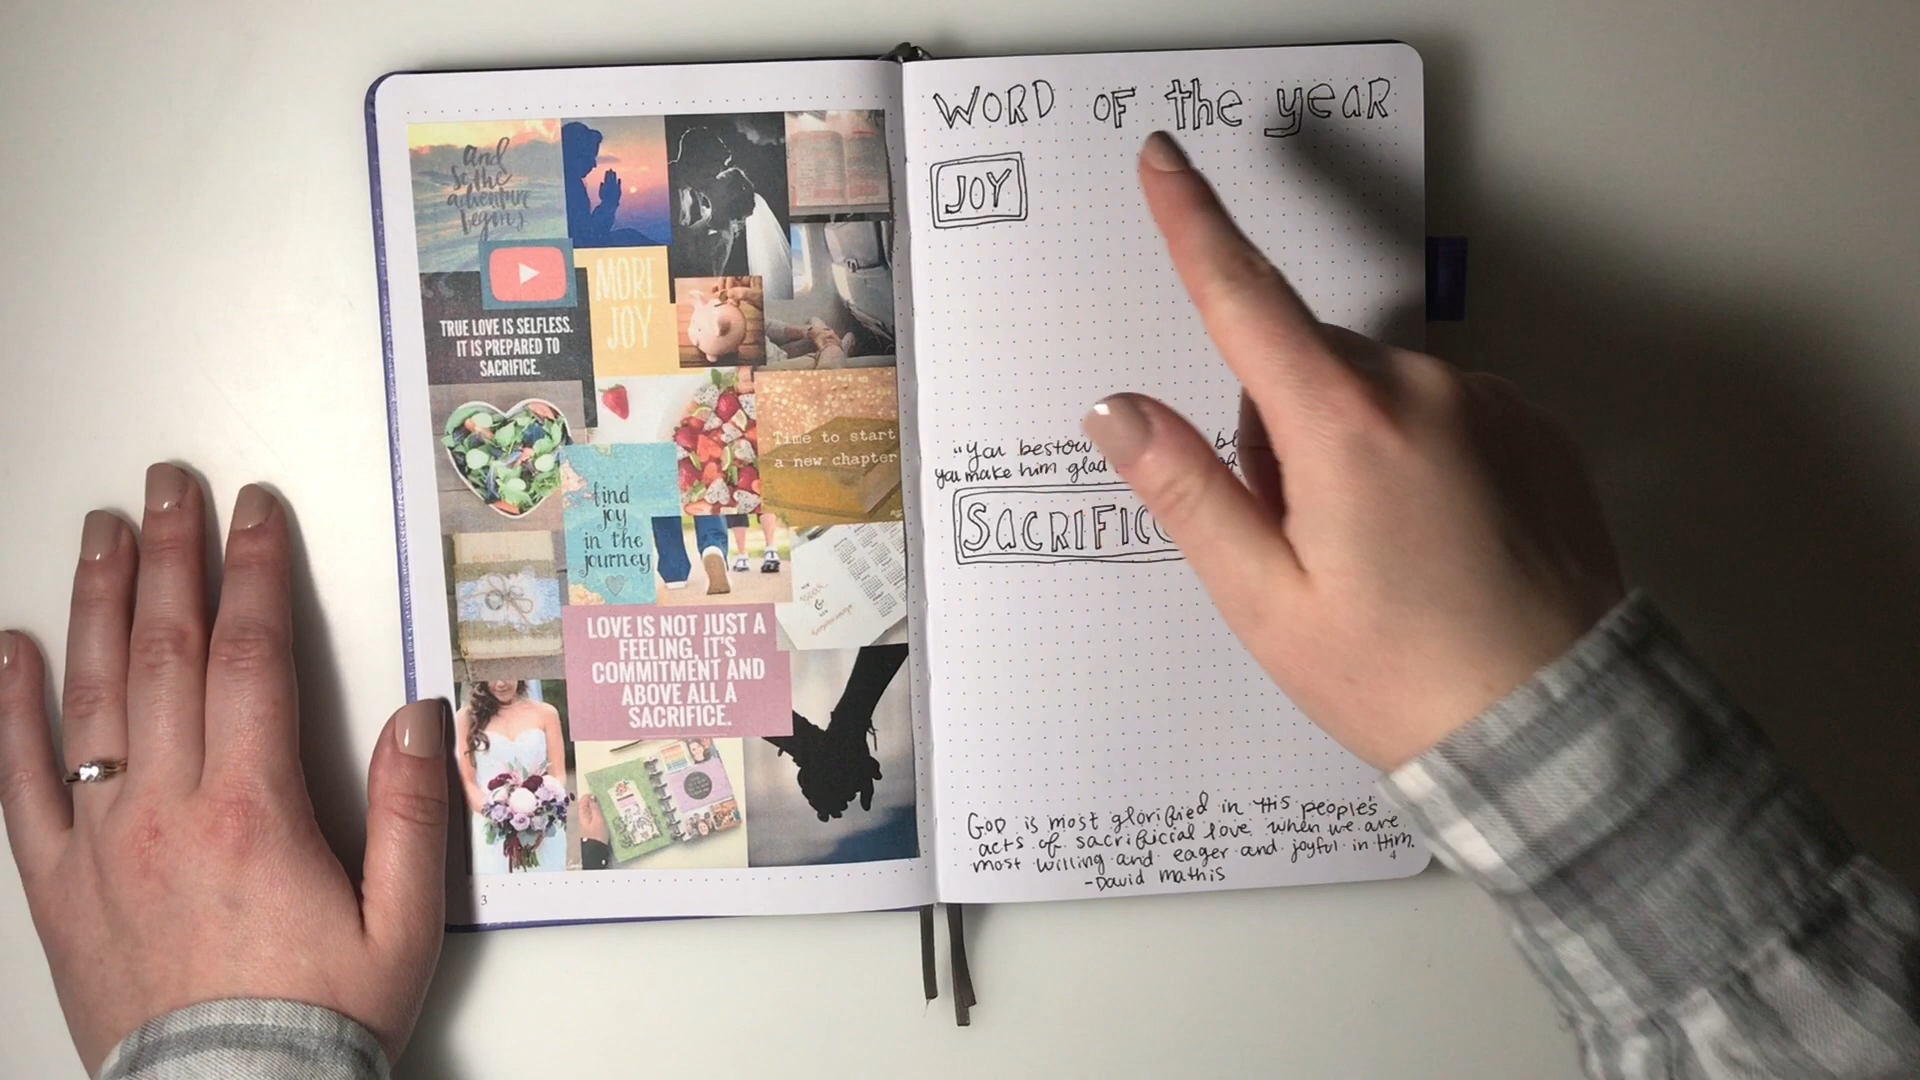 and
so the
adventure
begins
MORE
JOY
TRUE LOVE IS SELFLESS.
IT IS PREPARED TO
SACRIFICE.
Time to start
a new chapter
find
joy
in the
journey
LOVE IS NOT JUST A
FEELING, IT'S
COMMITMENT AND
ABOVE ALL A
SACRIFICE.
3
WORD OF the yeaR
JOY
"You bestow
you make him glad
SACRIFIC
GOD is most glorified in His people's
acts of sacrificial love when we are
most willing and eager and joyful in Him.
-David Mathis
4